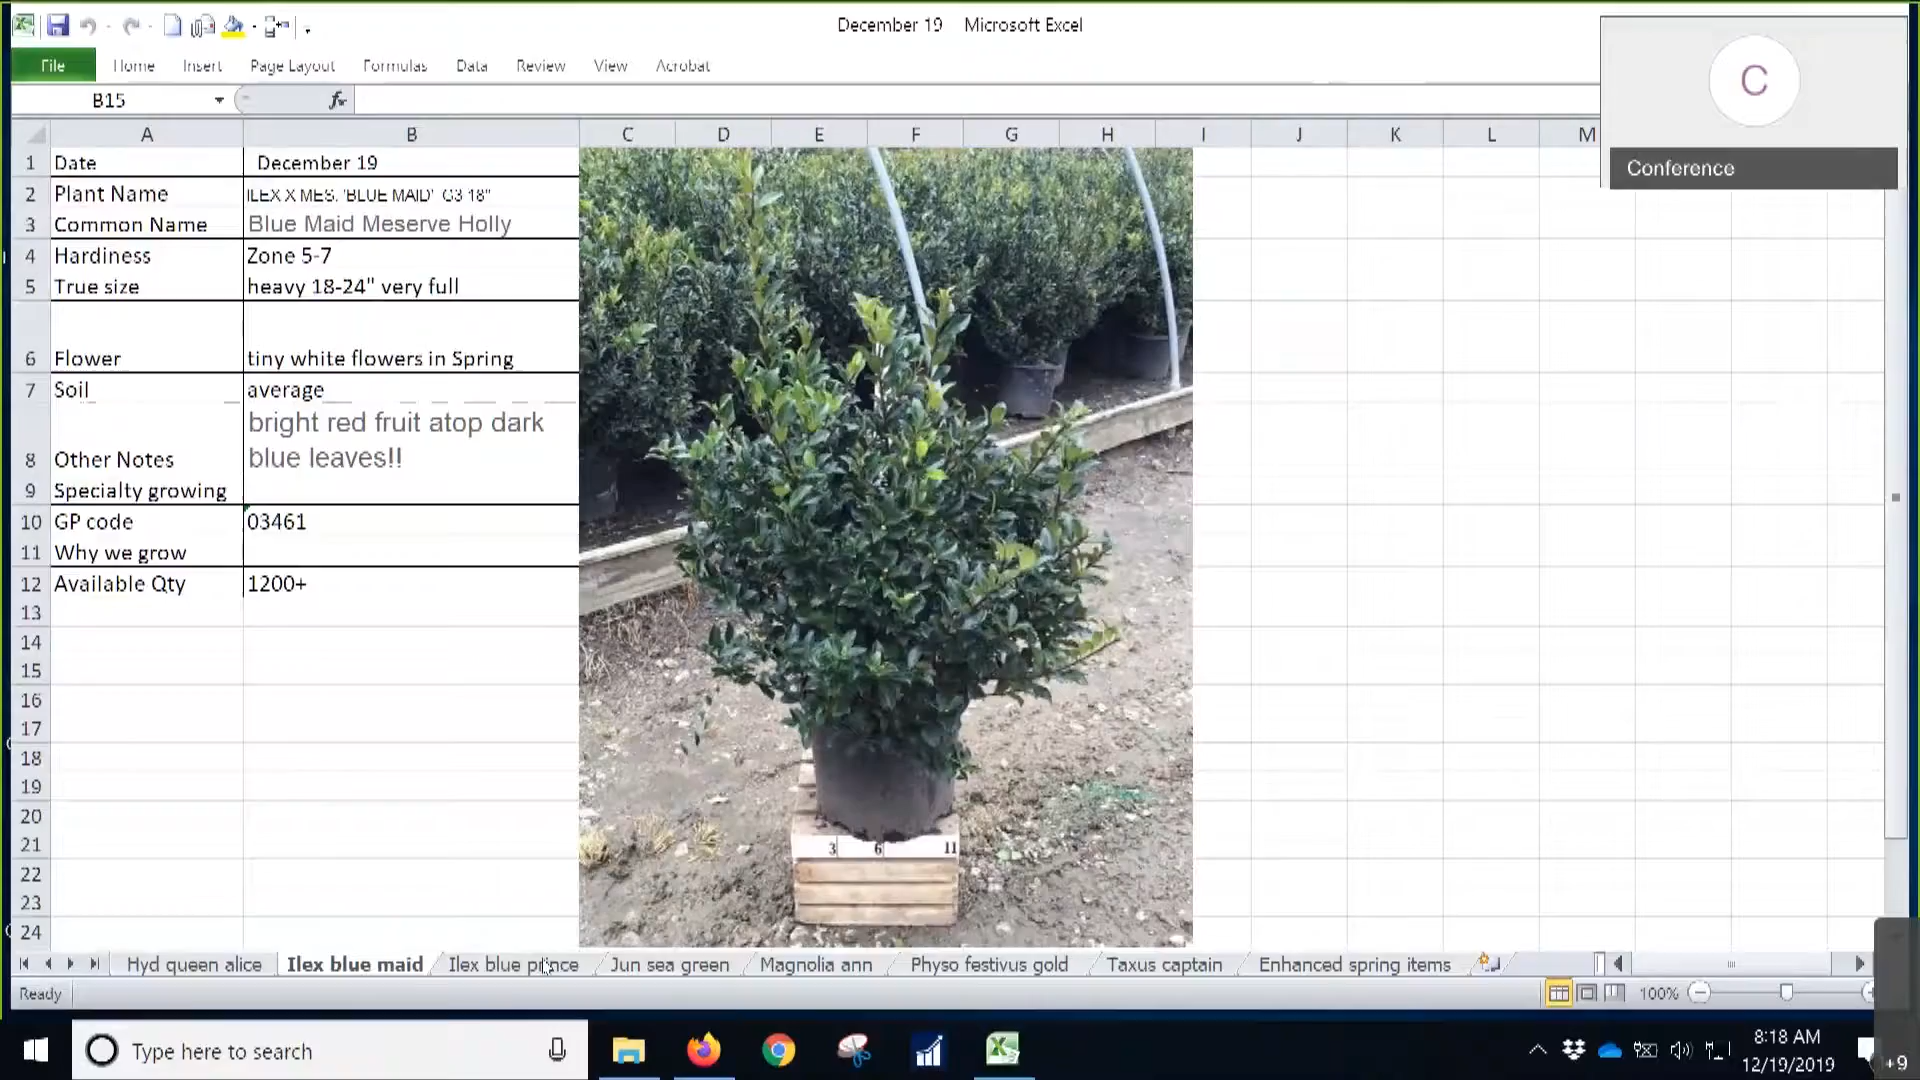 December 19 Microsoft Excel
File Home Insert Page Layout Formulas Data Review View Acrobat
B15 fx
C
Conference
A B C D E F G H I J K L M
1 Date December 19
2 Plant Name ILEX X MES. 'BLUE MAID' G3 18"
3 Common Name Blue Maid Meserve Holly
4 Hardiness Zone 5-7
5 True size heavy 18-24" very full
6 Flower tiny white flowers in Spring
7 Soil average
bright red fruit atop dark
8 Other Notes blue leaves!!
9 Specialty growing
10 GP code 03461
11 Why we grow
12 Available Qty 1200+
13
14
15
16
17
18
19
20
21
22
23
24
3 6 11
Hyd queen alice Ilex blue maid Ilex blue prince Jun sea green Magnolia ann Physo festivus gold Taxus captain Enhanced spring items
Ready 100%
Type here to search
8:18 AM
12/19/2019
+9